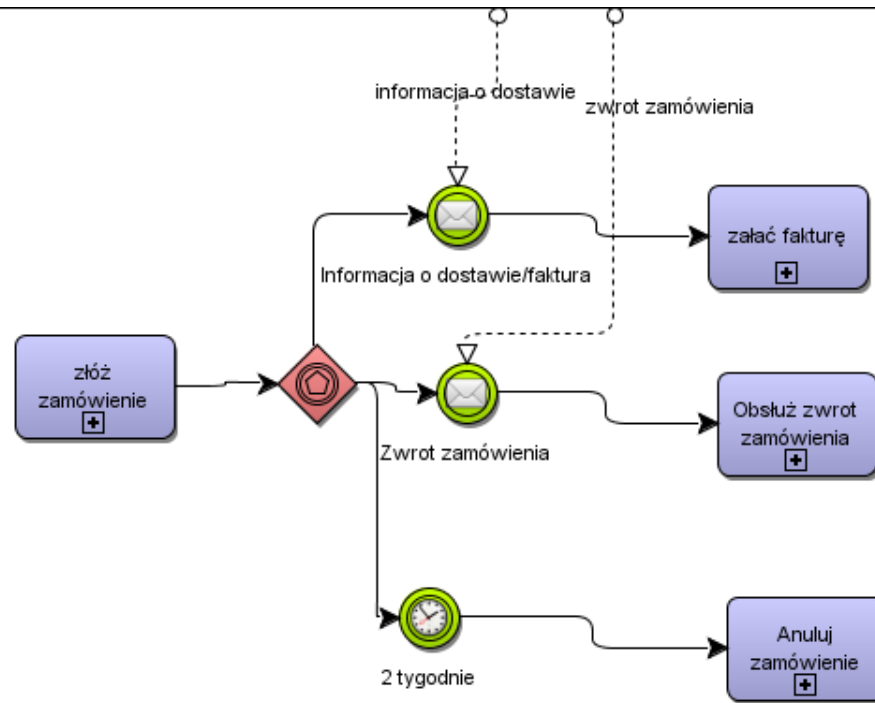 informacja o dostawie
zwrot zamówienia
załać fakturę
Informacja o dostawie/faktura
złóż
zamówienie
Obsłuż zwrot
zamówienia
Zwrot zamówienia
Anuluj
zamówienie
2 tygodnie